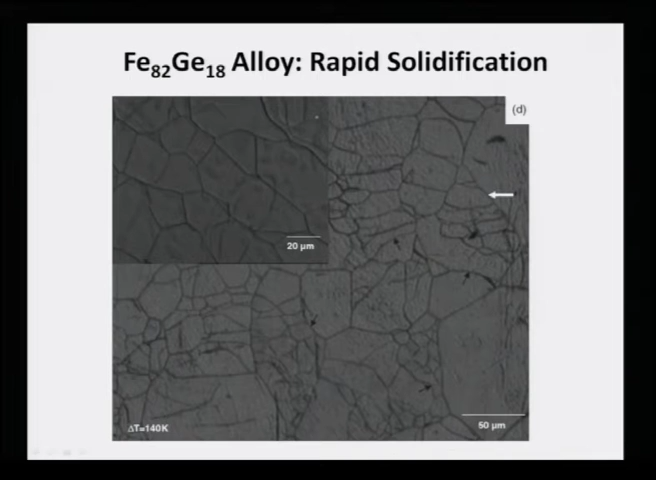 Fe₈₂Ge₁₈ Alloy: Rapid Solidification
(d)
20 µm
50 µm
ΔT=140K